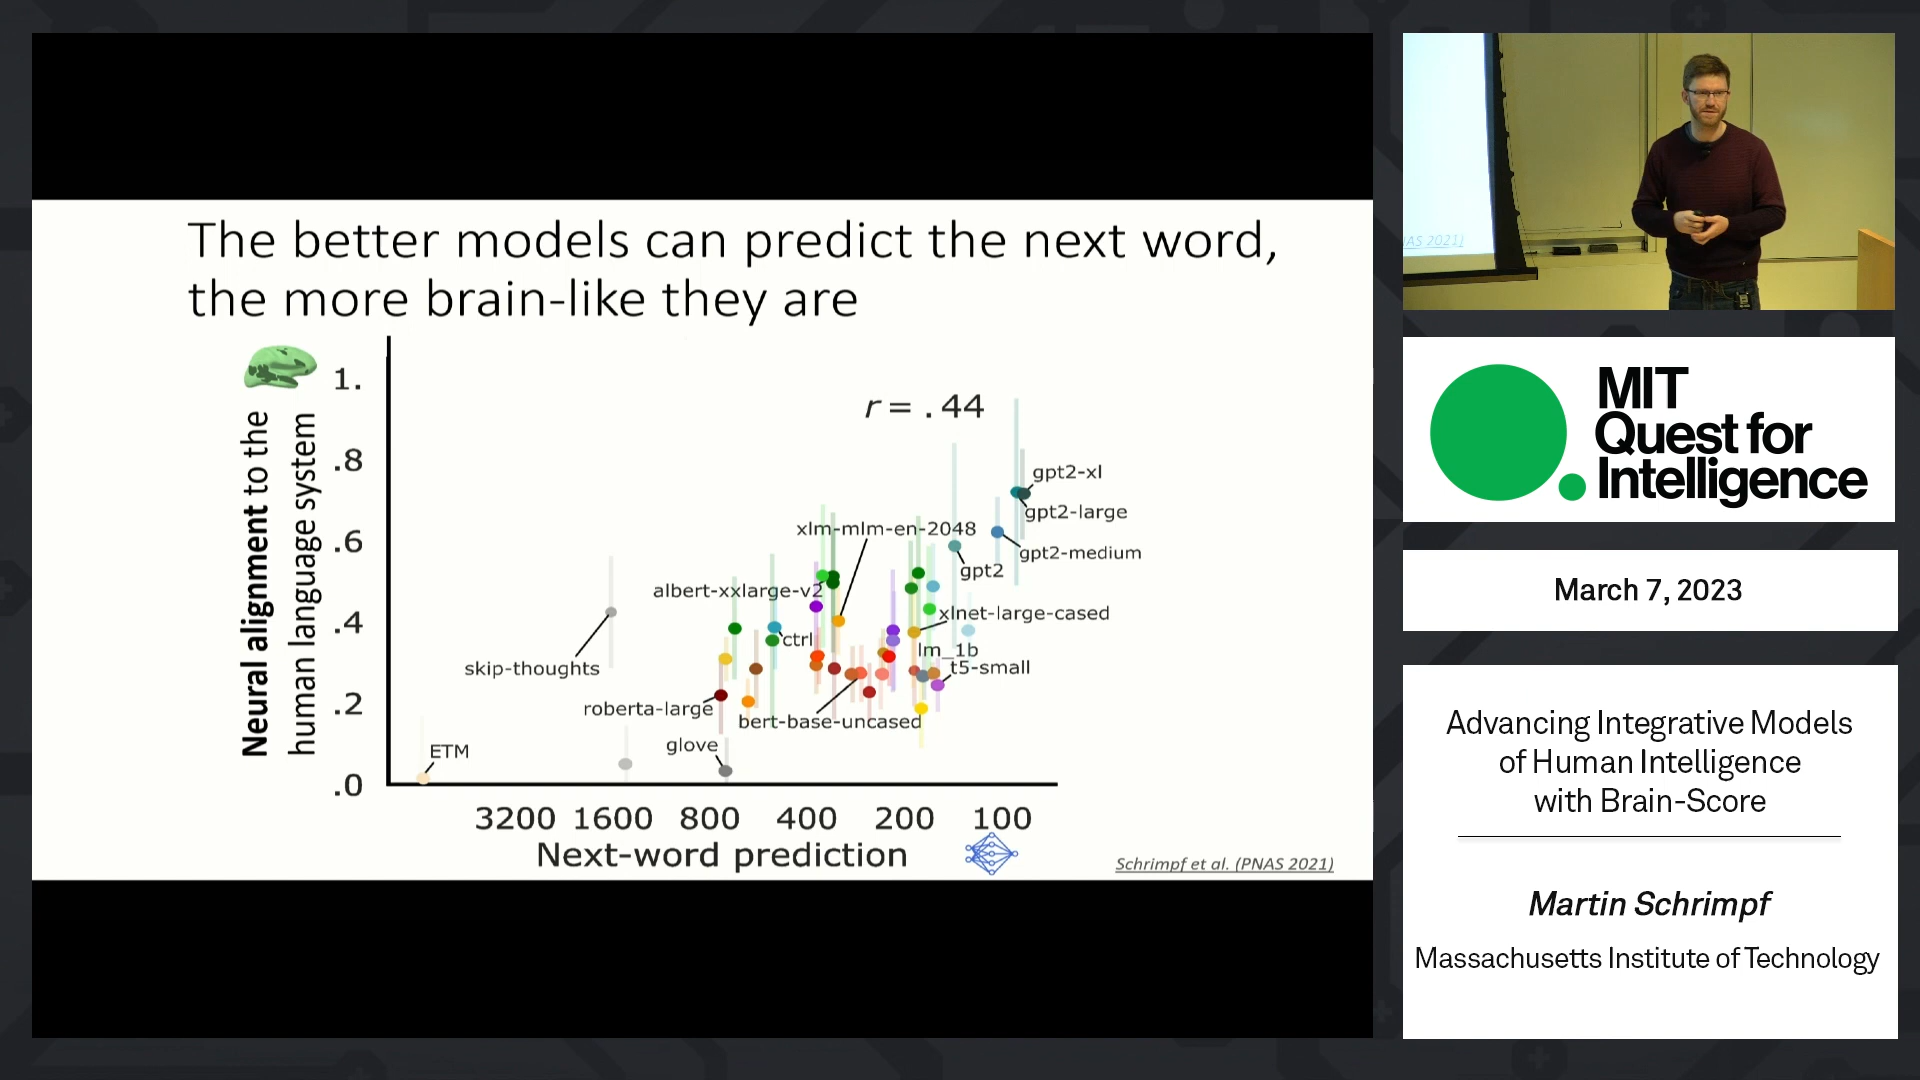 The better models can predict the next word,
the more brain-like they are
Neural alignment to the
human language system
1.
.8
.6
.4
.2
.0
r = .44
gpt2-xl
gpt2-large
xlm-mlm-en-2048
gpt2-medium
gpt2
albert-xxlarge-v2
xlnet-large-cased
ctrl
lm_1b
skip-thoughts
t5-small
roberta-large
bert-base-uncased
glove
ETM
3200 1600 800 400 200 100
Next-word prediction
Schrimpf et al. (PNAS 2021)
AS 2021)
MIT
Quest for
Intelligence
March 7, 2023
Advancing Integrative Models
of Human Intelligence
with Brain-Score
Martin Schrimpf
Massachusetts Institute of Technology